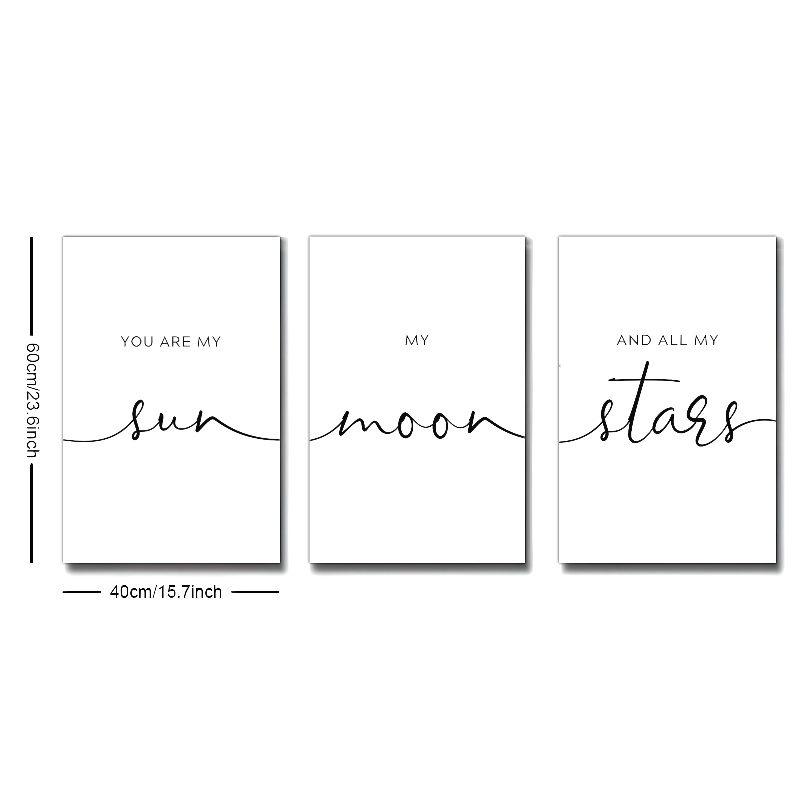 YOU ARE MY
sun
MY
moon
AND ALL MY
stars
60cm/23.6inch
40cm/15.7inch